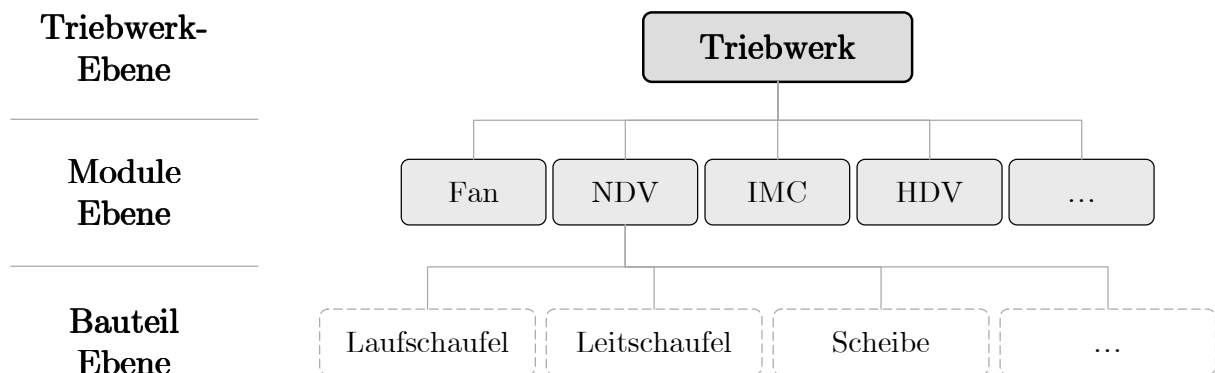 Triebwerk-
Ebene
Triebwerk
Module
Ebene
Fan
NDV
IMC
HDV
...
Bauteil
Ebene
Laufschaufel
Leitschaufel
Scheibe
...